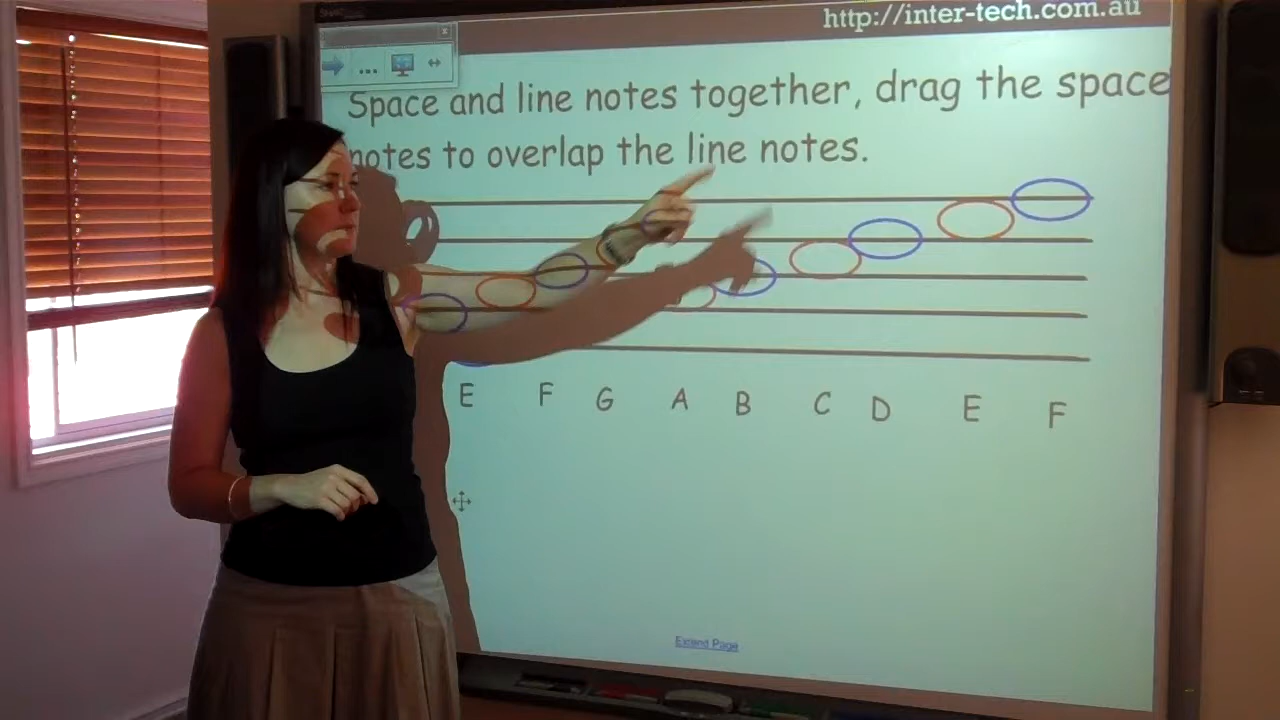 http://inter-tech.com.au
Space and line notes together, drag the space
notes to overlap the line notes.
E F G A B C D E F
Extend Page